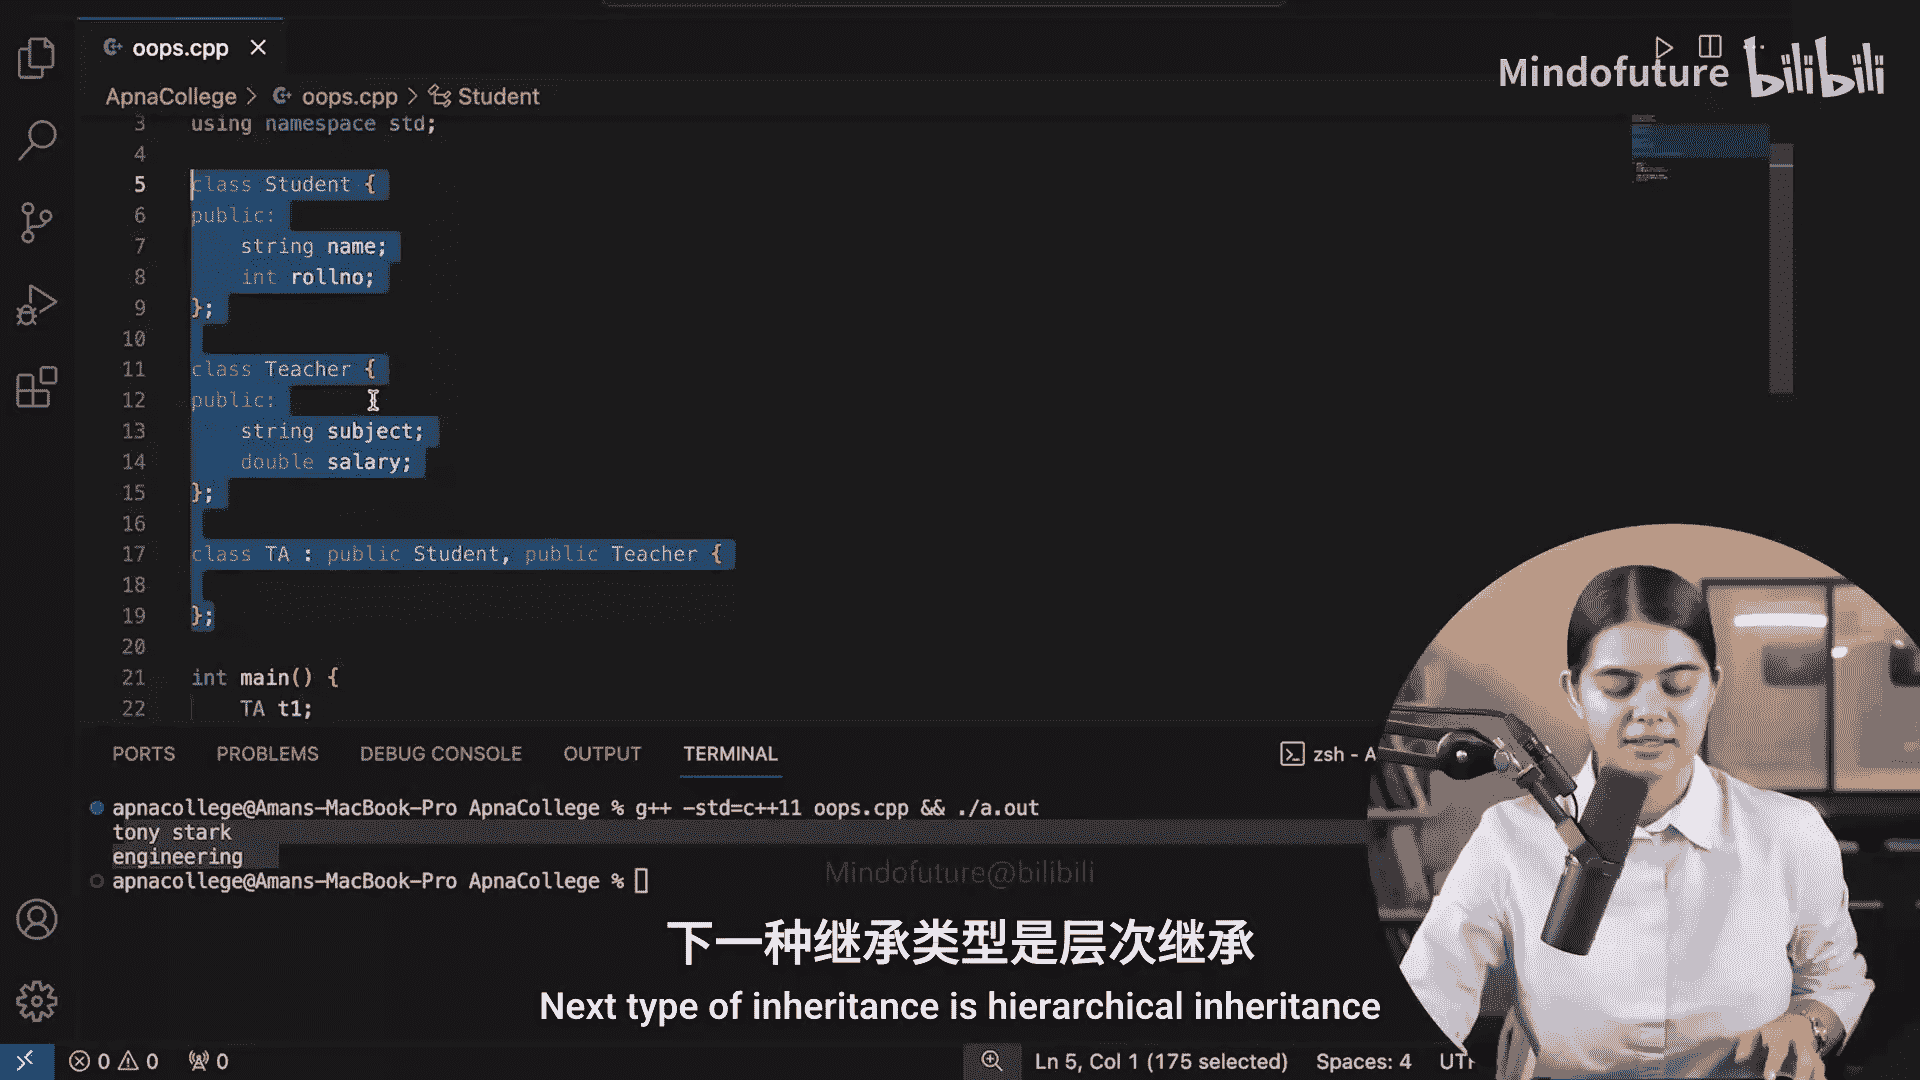 oops.cpp
Mindofuture bilibili
ApnaCollege > oops.cpp > Student
3 using namespace std;
4
5 class Student {
6 public:
7 string name;
8 int rollno;
9 };
10
11 class Teacher {
12 public:
13 string subject;
14 double salary;
15 };
16
17 class TA : public Student, public Teacher {
18
19 };
20
21 int main() {
22 TA t1;
PORTS PROBLEMS DEBUG CONSOLE OUTPUT TERMINAL zsh - A
apnacollege@Amans-MacBook-Pro ApnaCollege % g++ -std=c++11 oops.cpp && ./a.out
tony stark
engineering
apnacollege@Amans-MacBook-Pro ApnaCollege %
Mindofuture@bilibili
下一种继承类型是层次继承
Next type of inheritance is hierarchical inheritance
0 0 0 Ln 5, Col 1 (175 selected) Spaces: 4 UTF